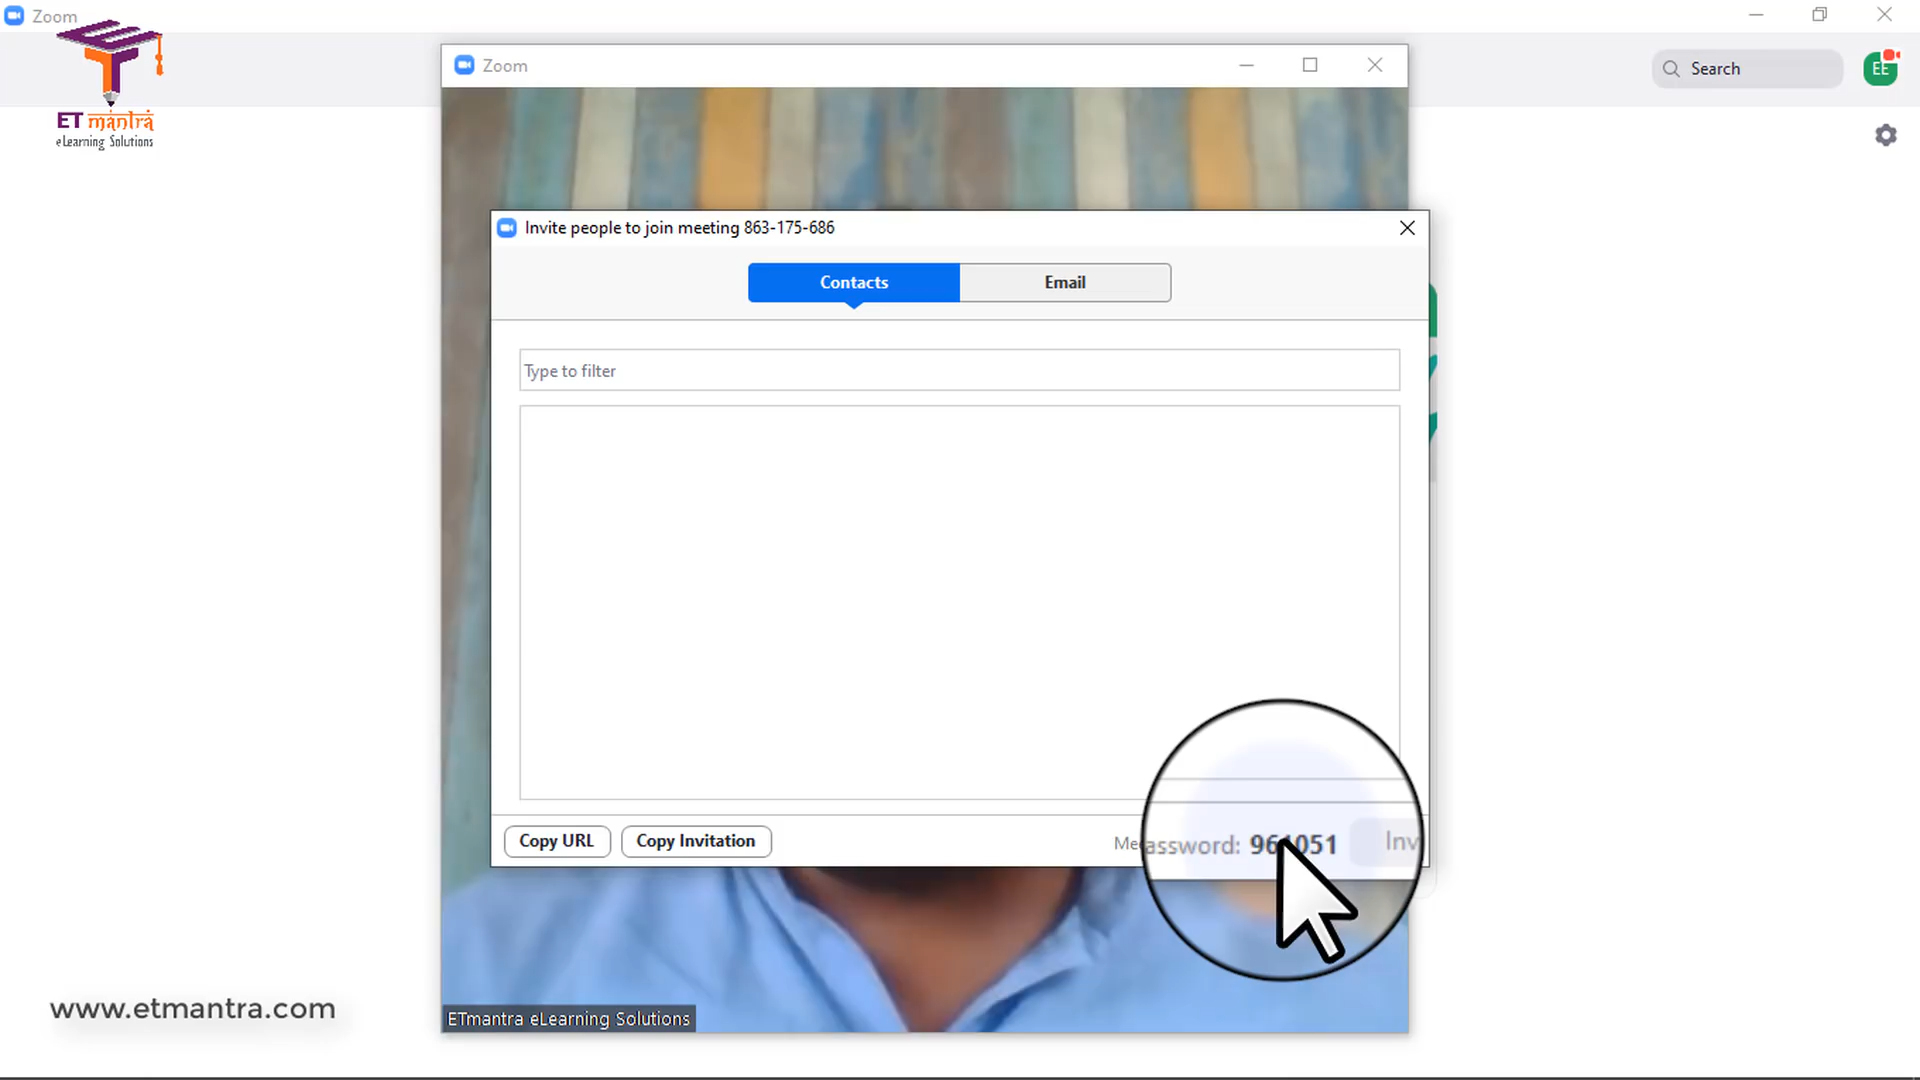 Zoom
ET mantra
eLearning Solutions
Zoom
Search
EE
Invite people to join meeting 863-175-686
Contacts
Email
Type to filter
Copy URL
Copy Invitation
Me
assword: 961051
Inv
www.etmantra.com
ETmantra eLearning Solutions